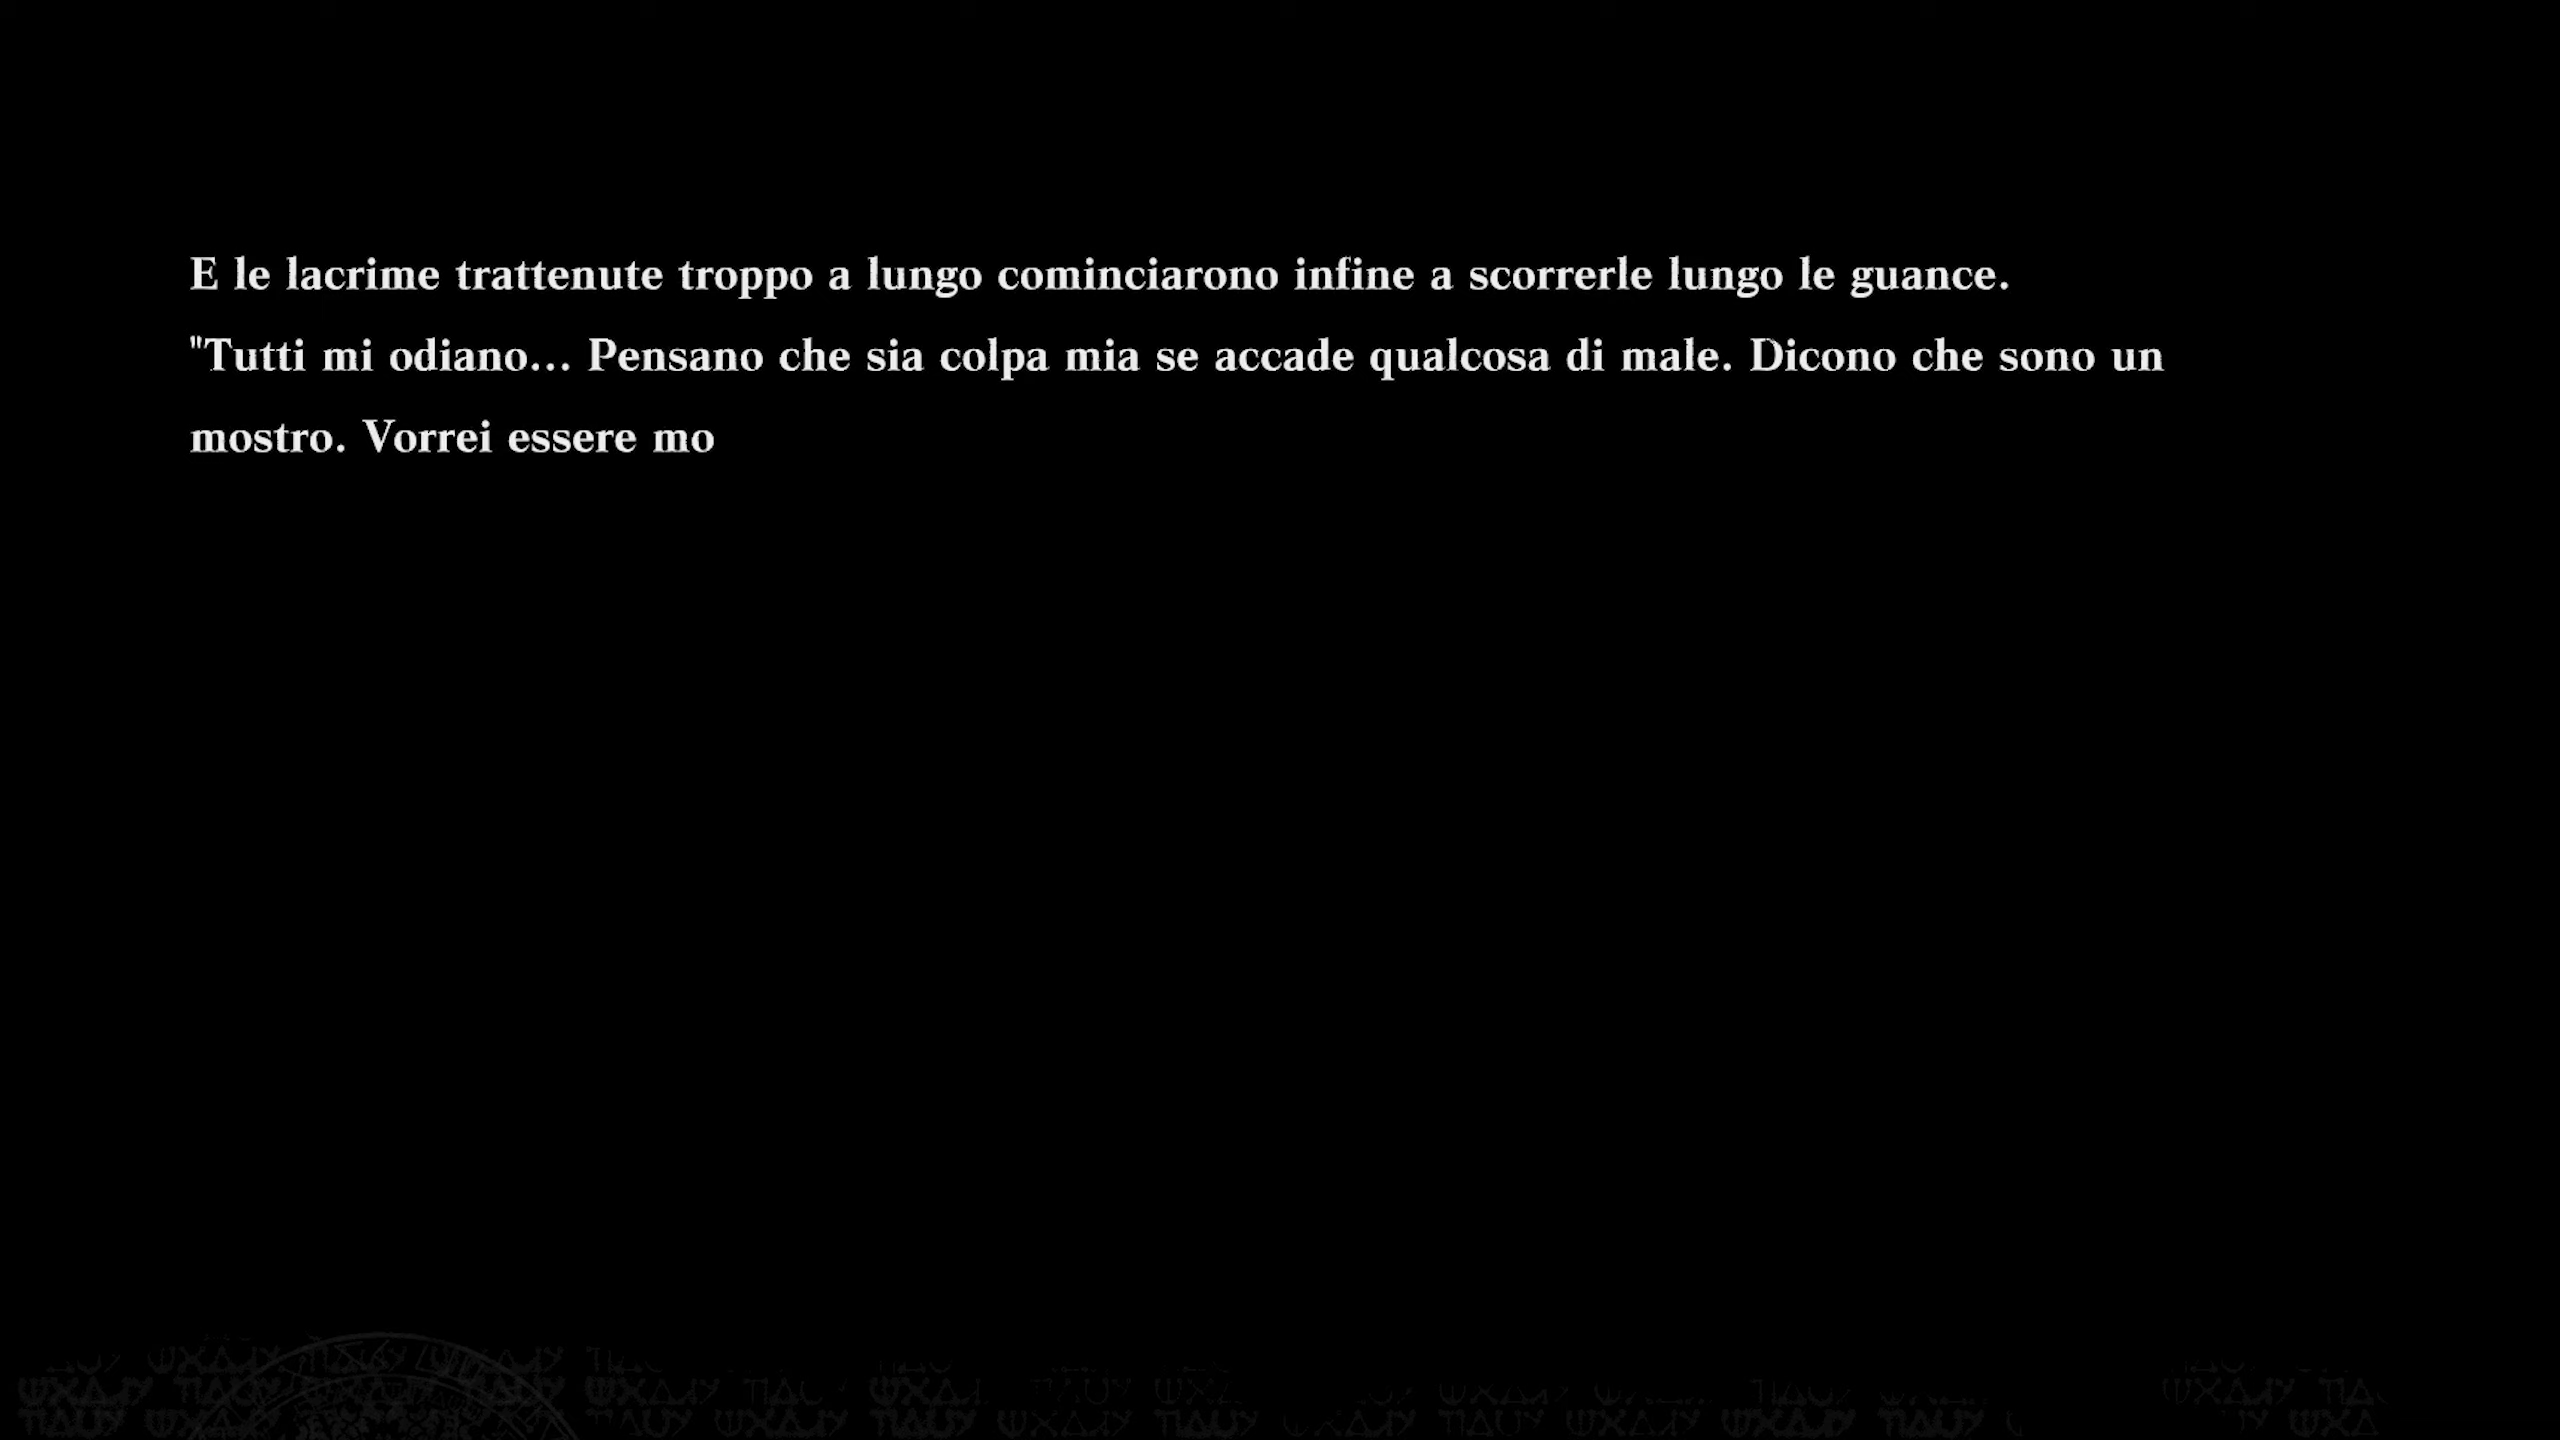 E le lacrime trattenute troppo a lungo cominciarono infine a scorrerle lungo le guance.
"Tutti mi odiano... Pensano che sia colpa mia se accade qualcosa di male. Dicono che sono un
mostro. Vorrei essere mo